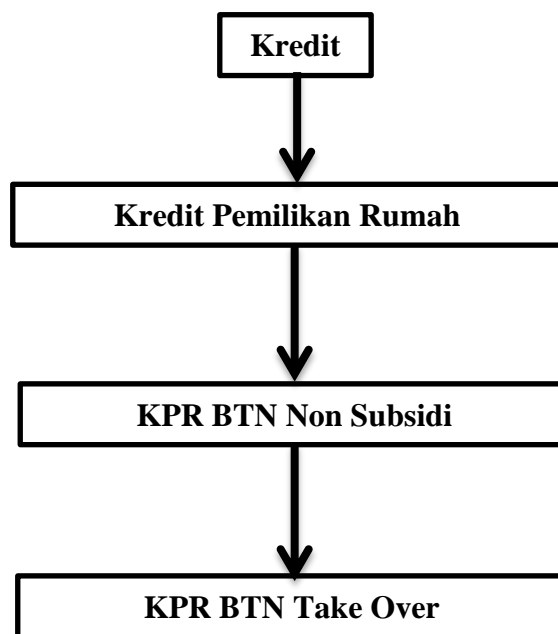 Kredit
Kredit Pemilikan Rumah
KPR BTN Non Subsidi
KPR BTN Take Over